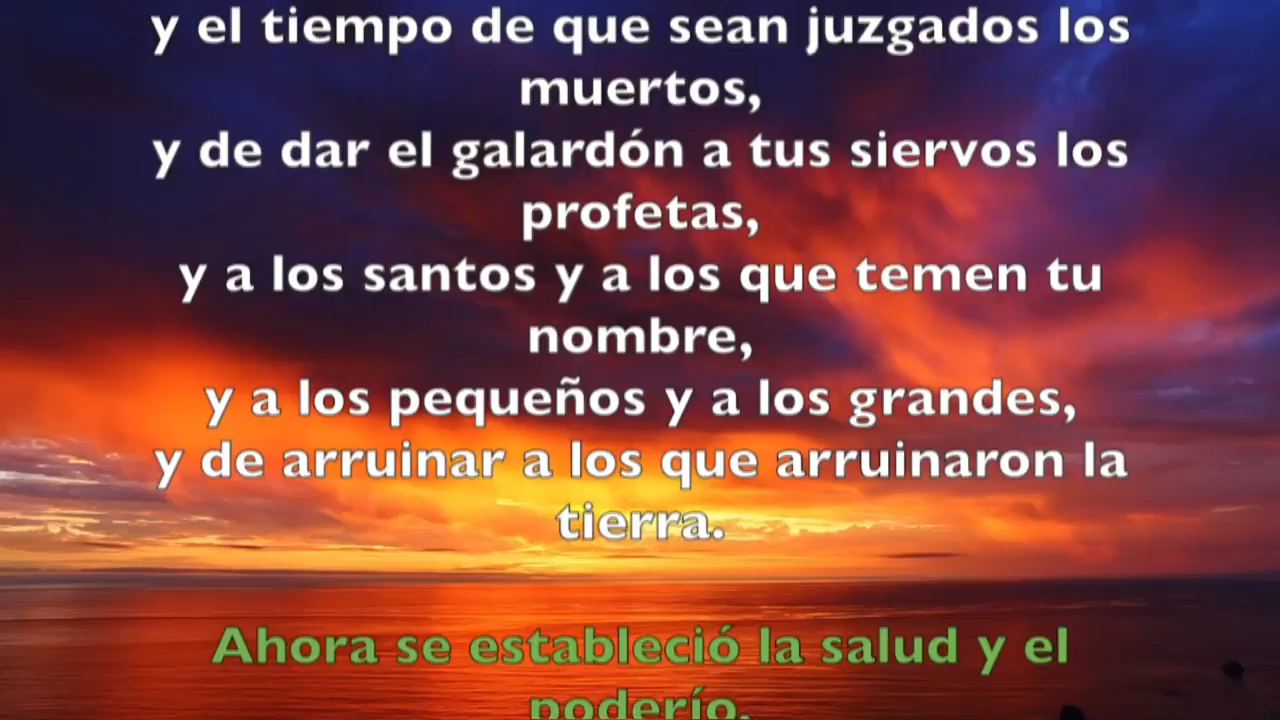 y el tiempo de que sean juzgados los
muertos,
y de dar el galardón a tus siervos los
profetas,
y a los santos y a los que temen tu
nombre,
y a los pequeños y a los grandes,
y de arruinar a los que arruinaron la
tierra.
Ahora se estableció la salud y el
poderío,